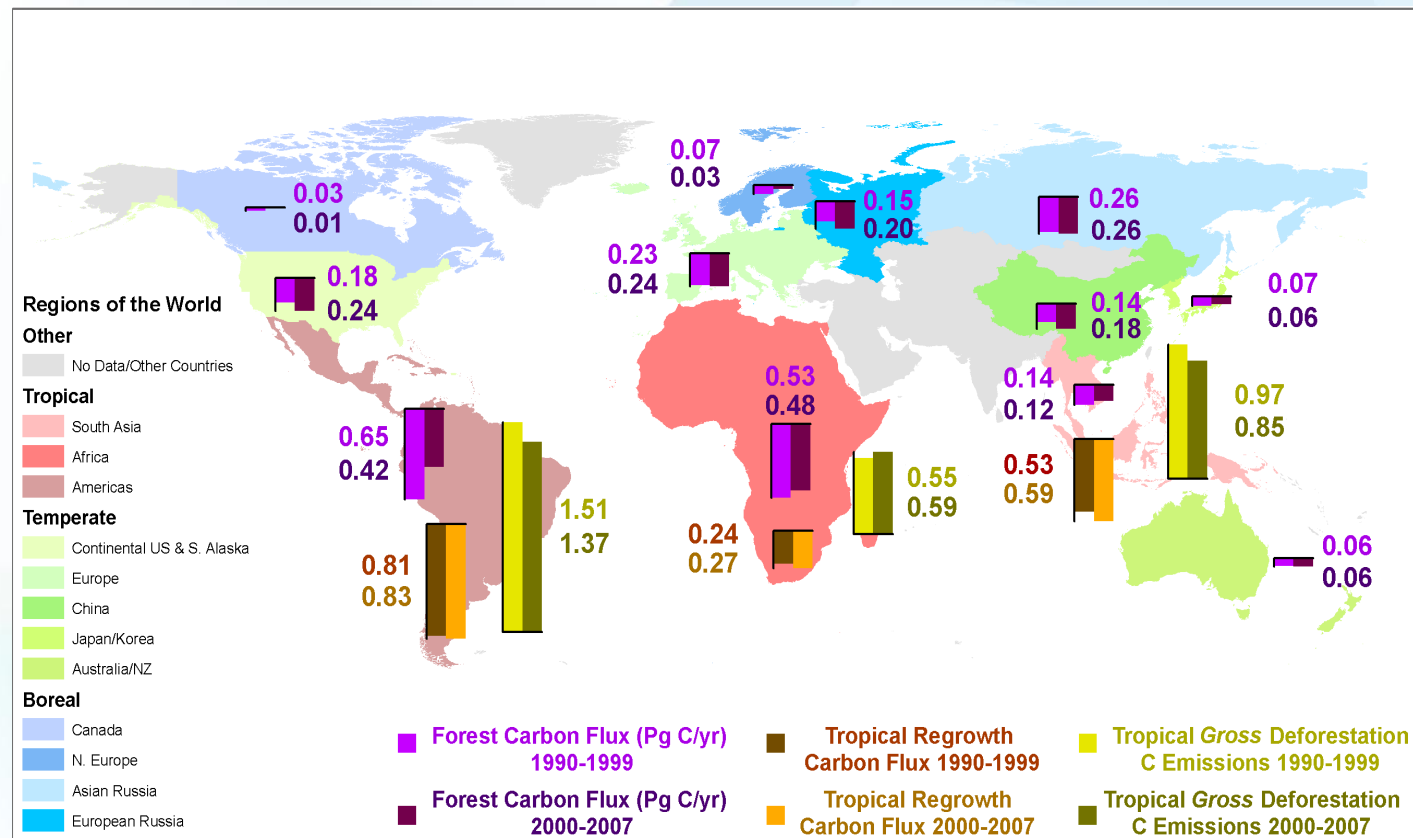 0.07
0.03
0.03
0.01
0.15
0.20
0.26
0.26
0.18
0.24
0.23
0.24
0.14
0.18
0.07
0.06
0.53
0.48
0.14
0.12
0.97
0.85
0.65
0.42
0.55
0.59
0.53
0.59
1.51
1.37
0.81
0.83
0.24
0.27
0.06
0.06
Regions of the World
Other
No Data/Other Countries
Tropical
South Asia
Africa
Americas
Temperate
Continental US & S. Alaska
Europe
China
Japan/Korea
Australia/NZ
Boreal
Canada
N. Europe
Asian Russia
European Russia
Forest Carbon Flux (Pg C/yr)
1990-1999
Forest Carbon Flux (Pg C/yr)
2000-2007
Tropical Regrowth
Carbon Flux 1990-1999
Tropical Regrowth
Carbon Flux 2000-2007
Tropical Gross Deforestation
C Emissions 1990-1999
Tropical Gross Deforestation
C Emissions 2000-2007